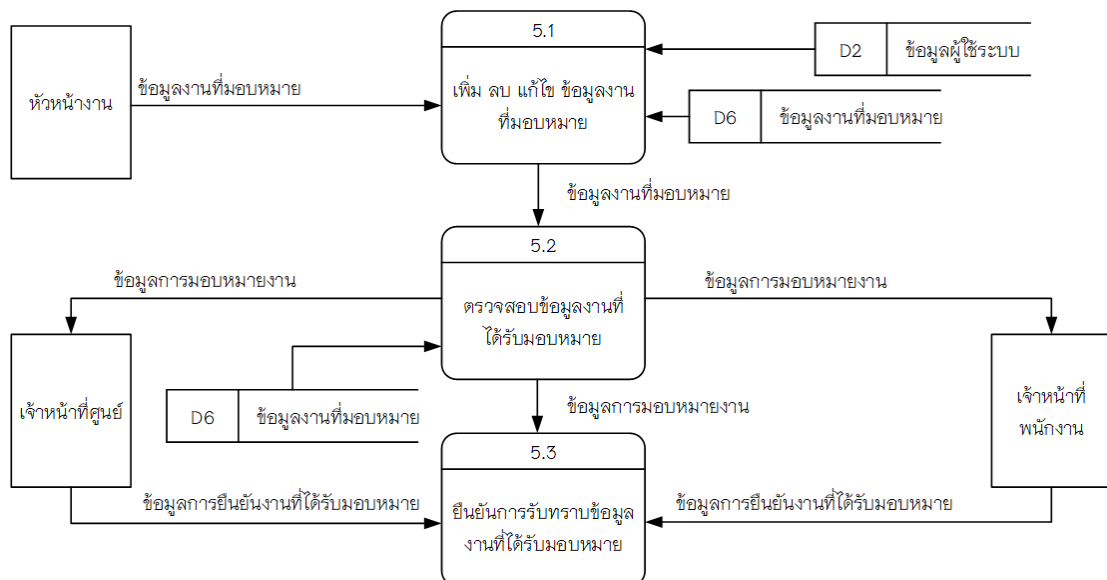 5.1
D2 ข้อมูลผู้ใช้ระบบ
หัวหน้างาน
ข้อมูลงานที่มอบหมาย
เพิ่ม ลบ แก้ไข ข้อมูลงาน
ที่มอบหมาย
D6 ข้อมูลงานที่มอบหมาย
ข้อมูลงานที่มอบหมาย
5.2
ข้อมูลการมอบหมายงาน
ข้อมูลการมอบหมายงาน
ตรวจสอบข้อมูลงานที่
ได้รับมอบหมาย
เจ้าหน้าที่ศูนย์
D6 ข้อมูลงานที่มอบหมาย
ข้อมูลการมอบหมายงาน
เจ้าหน้าที่
พนักงาน
5.3
ข้อมูลการยืนยันงานที่ได้รับมอบหมาย
ข้อมูลการยืนยันงานที่ได้รับมอบหมาย
ยืนยันการรับทราบข้อมูล
งานที่ได้รับมอบหมาย